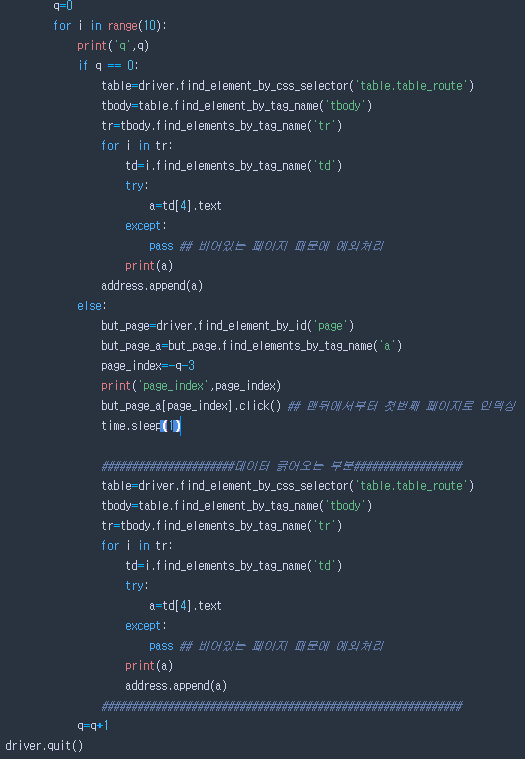 q=0
for i in range(10):
    print('q',q)
    if q == 0:
        table=driver.find_element_by_css_selector('table.table_route')
        tbody=table.find_element_by_tag_name('tbody')
        tr=tbody.find_elements_by_tag_name('tr')
        for i in tr:
            td=i.find_elements_by_tag_name('td')
            try:
                a=td[4].text
            except:
                pass ## 비어있는 페이지 때문에 예외처리
            print(a)
        address.append(a)
    else:
        but_page=driver.find_element_by_id('page')
        but_page_a=but_page.find_elements_by_tag_name('a')
        page_index=-q-3
        print('page_index',page_index)
        but_page_a[page_index].click() ## 맨뒤에서부터 첫번째 페이지로 인덱싱
        time.sleep(1)
        ######################데이터 긁어오는 부분##################
        table=driver.find_element_by_css_selector('table.table_route')
        tbody=table.find_element_by_tag_name('tbody')
        tr=tbody.find_elements_by_tag_name('tr')
        for i in tr:
            td=i.find_elements_by_tag_name('td')
            try:
                a=td[4].text
            except:
                pass ## 비어있는 페이지 때문에 예외처리
            print(a)
            address.append(a)
        ############################################################
    q=q+1
driver.quit()